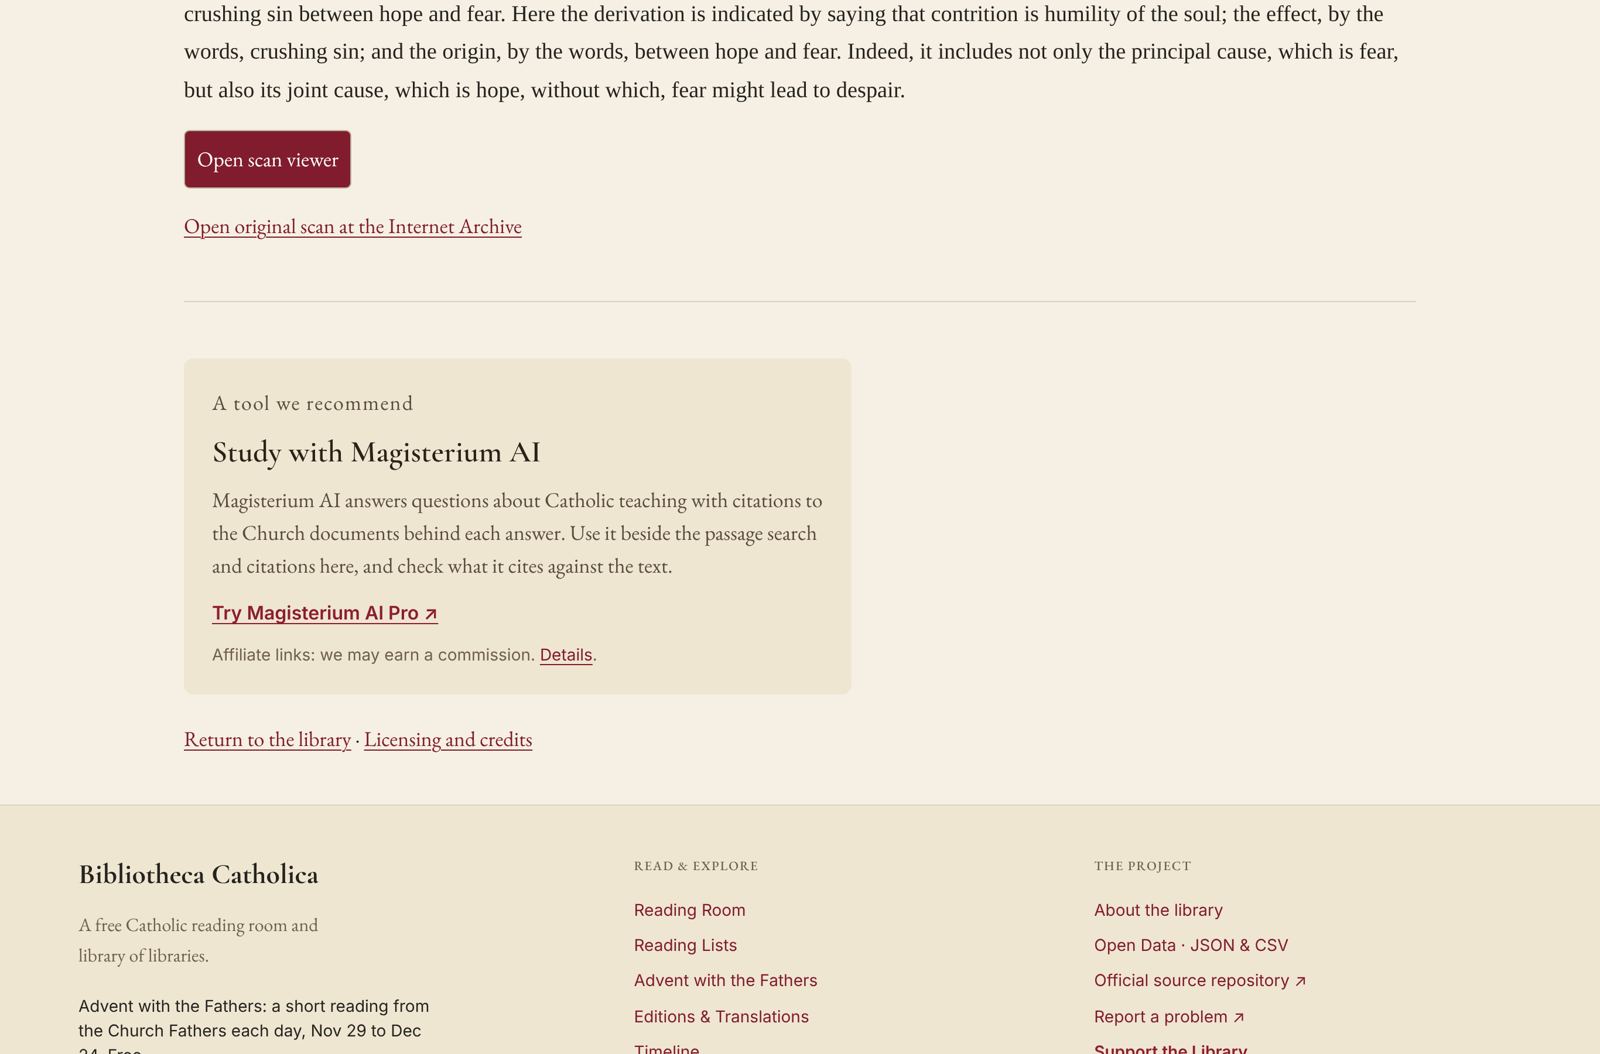 crushing sin between hope and fear. Here the derivation is indicated by saying that contrition is humility of the soul; the effect, by the
words, crushing sin; and the origin, by the words, between hope and fear. Indeed, it includes not only the principal cause, which is fear,
but also its joint cause, which is hope, without which, fear might lead to despair.
Open scan viewer
Open original scan at the Internet Archive
A tool we recommend
Study with Magisterium AI
Magisterium AI answers questions about Catholic teaching with citations to
the Church documents behind each answer. Use it beside the passage search
and citations here, and check what it cites against the text.
Try Magisterium AI Pro ↗
Affiliate links: we may earn a commission. Details.
Return to the library · Licensing and credits
Bibliotheca Catholica
A free Catholic reading room and
library of libraries.
Advent with the Fathers: a short reading from
the Church Fathers each day, Nov 29 to Dec
24. Free
READ & EXPLORE
Reading Room
Reading Lists
Advent with the Fathers
Editions & Translations
Timeline
THE PROJECT
About the library
Open Data · JSON & CSV
Official source repository ↗
Report a problem ↗
Support the Library